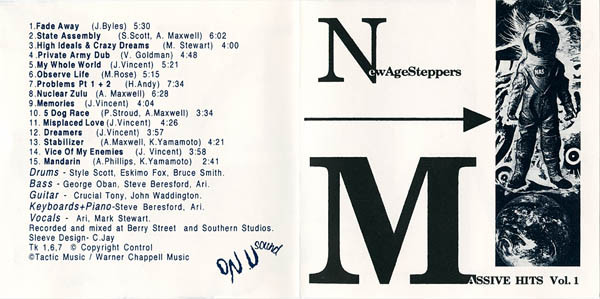 1.Fade Away (J.Byles) 5:30
2.State Assembly (S.Scott, A. Maxwell) 6:02
3.High Ideals & Crazy Dreams (M. Stewart) 4:00
4.Private Army Dub (V. Goldman) 4:48
5.My Whole World (J.Vincent) 5:21
6.Observe Life (M.Rose) 5:15
7.Problems Pt 1 + 2 (H.Andy) 7:34
8.Nuclear Zulu (A. Maxwell) 6:28
9.Memories (J.Vincent) 4:04
10. 5 Dog Race (P.Stroud, A.Maxwell) 3:34
11. Misplaced Love (J.Vincent) 4:26
12. Dreamers (J.Vincent) 3:57
13. Stabilizer (A.Maxwell, K.Yamamoto) 4:21
14. Vice Of My Enemies (J. Vincent) 3:58
15. Mandarin (A.Phillips, K.Yamamoto) 2:41
Drums - Style Scott, Eskimo Fox, Bruce Smith.
Bass - George Oban, Steve Beresford, Ari.
Guitar - Crucial Tony, John Waddington.
Keyboards+Piano-Steve Beresford, Ari.
Vocals - Ari, Mark Stewart.
Recorded and mixed at Berry Street and Southern Studios.
Sleeve Design- C.Jay
Tk 1,6,7 © Copyright Control
©Tactic Music / Warner Chappell Music
ON U sound
NewAgeSteppers
NAS
MASSIVE HITS Vol. 1